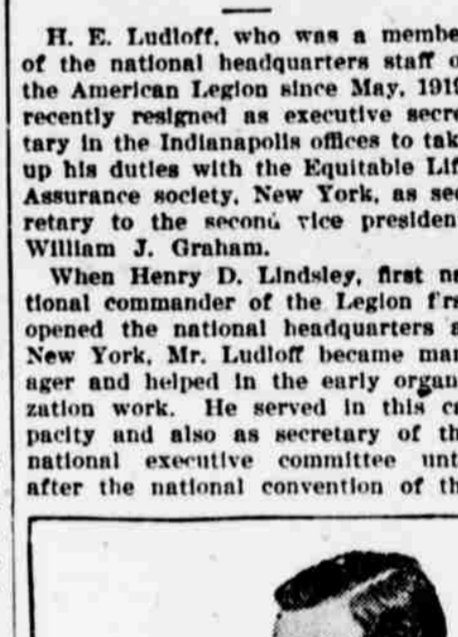 H. E. Ludloff, who was a membe
of the national headquarters staff o
the American Legion since May, 1919
recently resigned as executive secre
tary in the Indianapolis offices to tak
up his duties with the Equitable Lif
Assurance society, New York, as sec
retary to the second vice presiden
William J. Graham.
When Henry D. Lindsley, first na
tional commander of the Legion f rs
opened the national headquarters a
New York, Mr. Ludloff became man
ager and helped in the early organ
zation work. He served in this ca
pacity and also as secretary of th
national executive committee unt
after the national convention of th